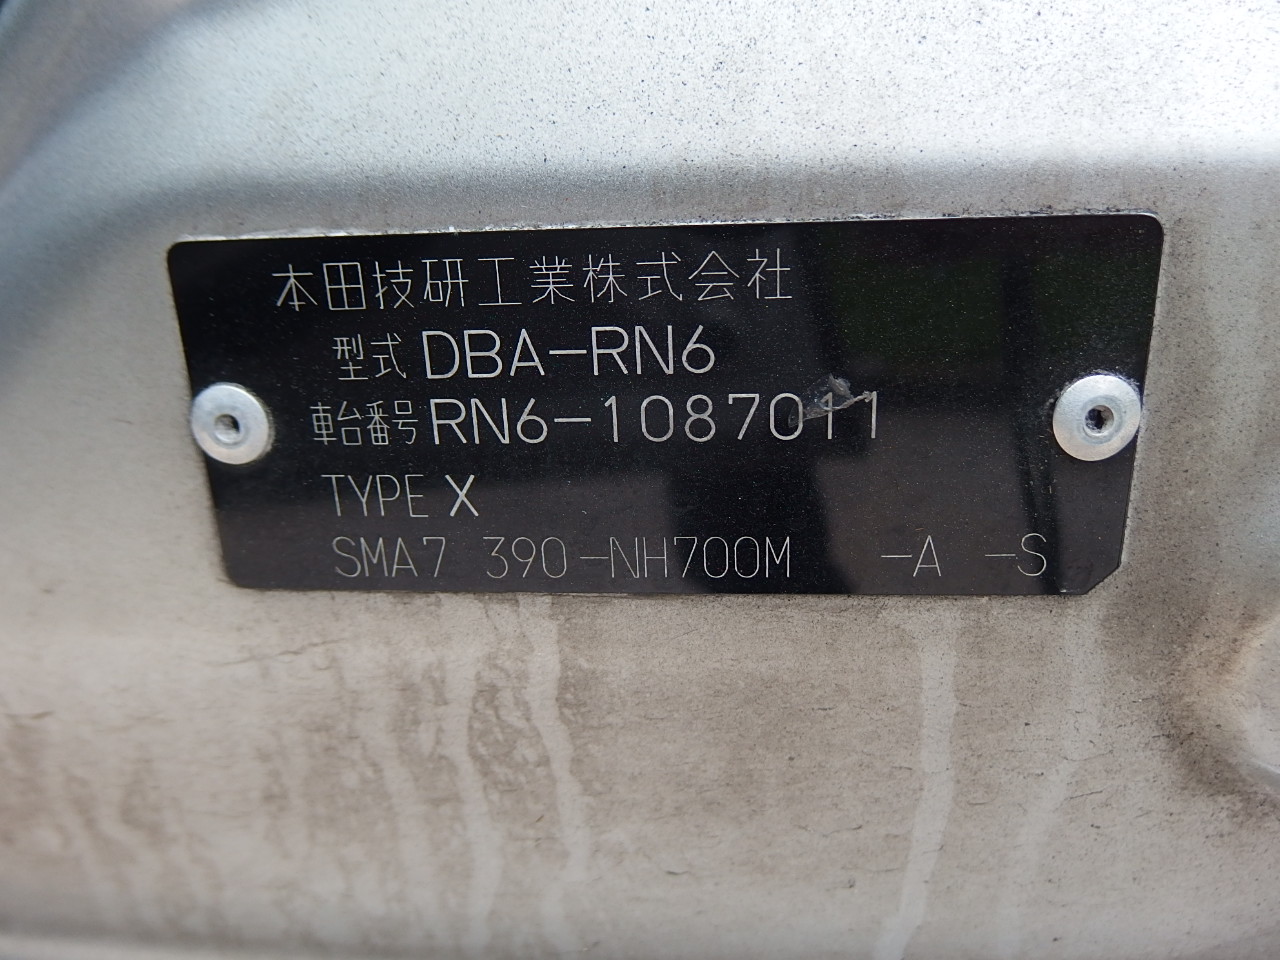 本田技研工業株式会社
型式 DBA-RN6
車台番号 RN6-1087011
TYPE X
SMA7 390-NH700M -A -S